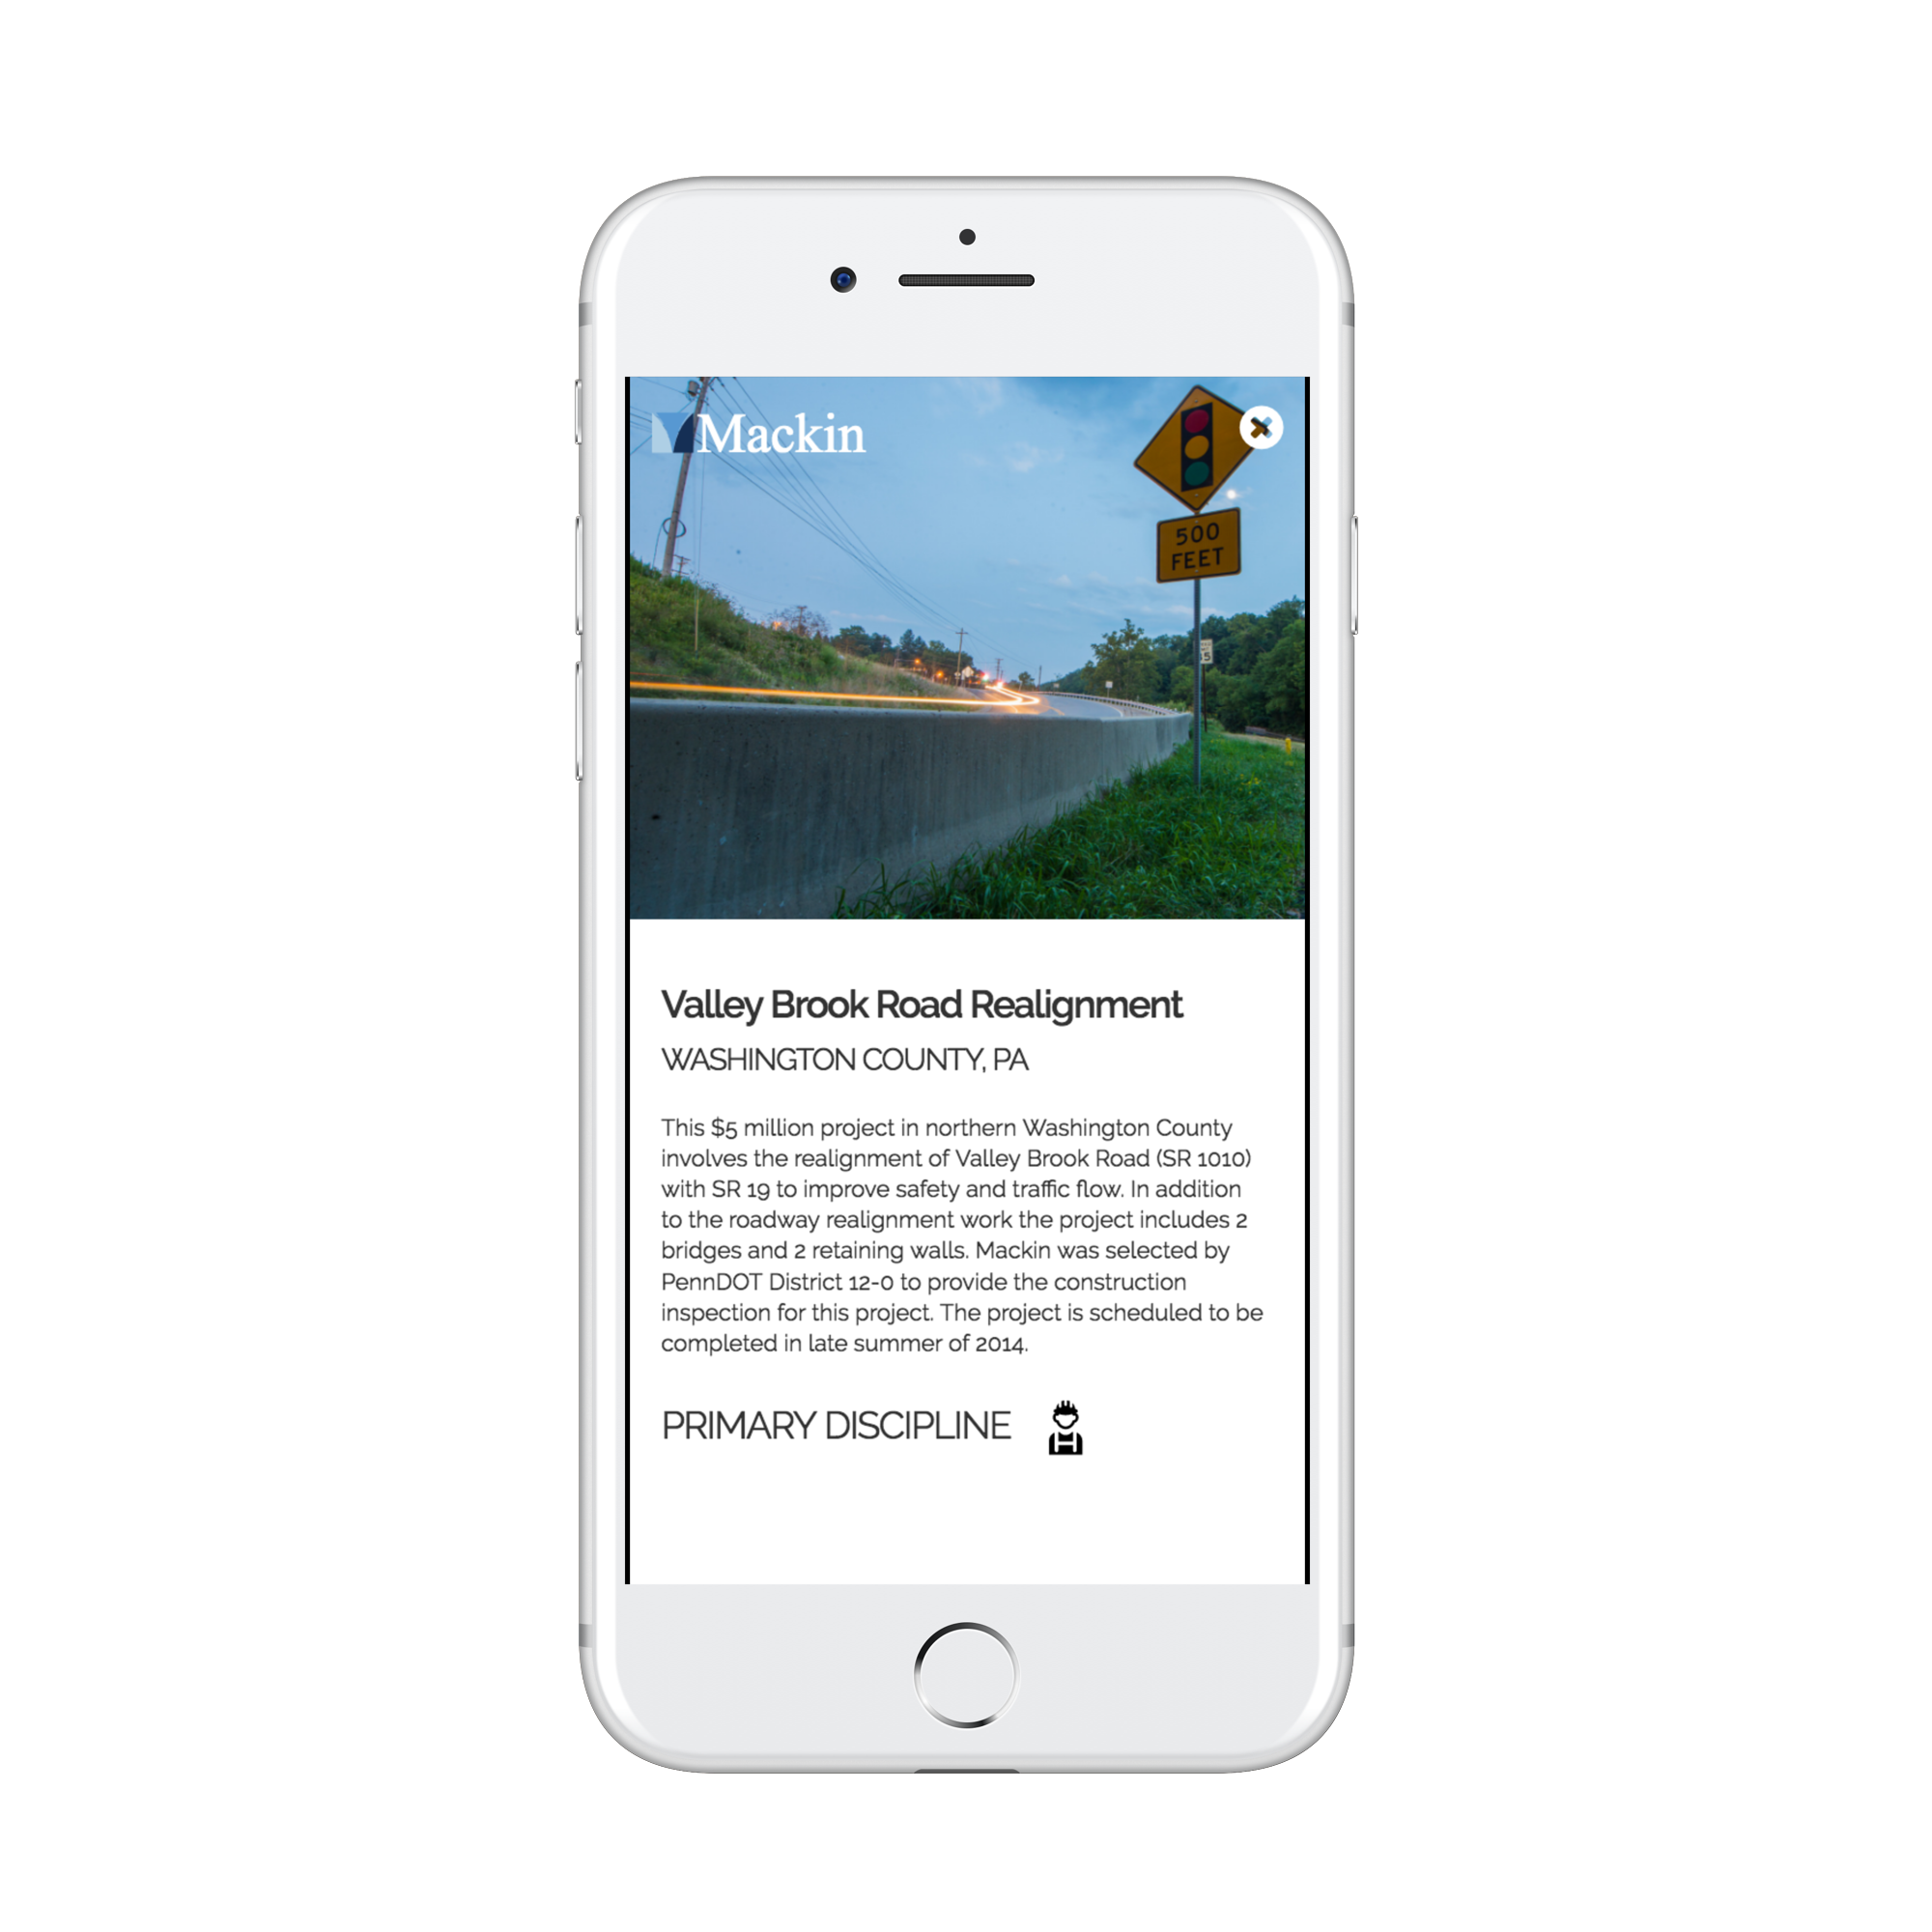 Mackin
500
FEET
Valley Brook Road Realignment
WASHINGTON COUNTY, PA
This $5 million project in northern Washington County
involves the realignment of Valley Brook Road (SR 1010)
with SR 19 to improve safety and traffic flow. In addition
to the roadway realignment work the project includes 2
bridges and 2 retaining walls. Mackin was selected by
PennDOT District 12-0 to provide the construction
inspection for this project. The project is scheduled to be
completed in late summer of 2014.
PRIMARY DISCIPLINE